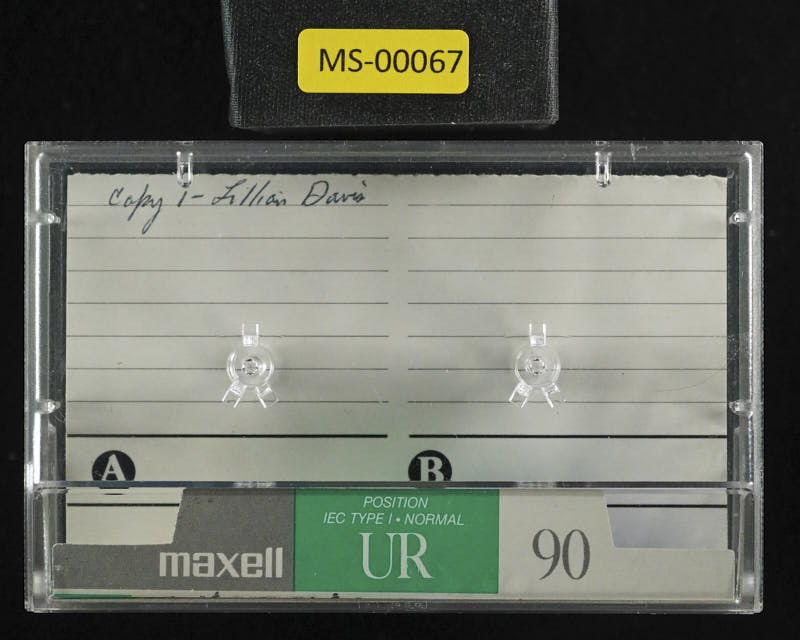 MS-00067
Copy 1 - Lillian Davis
A
B
POSITION
IEC TYPE I • NORMAL
maxell
UR
90